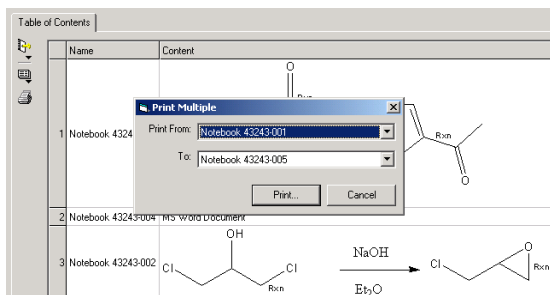 Table of Contents
Name Content
O
Rxn
Print Multiple
Print From: Notebook 43243-001
1 Notebook 4324
Rxn
To: Notebook 43243-005
O
Print... Cancel
2 Notebook 43243-004 MS Word Document
OH
NaOH
O
3 Notebook 43243-002 Cl Cl Cl Rxn
Rxn
Et₂O